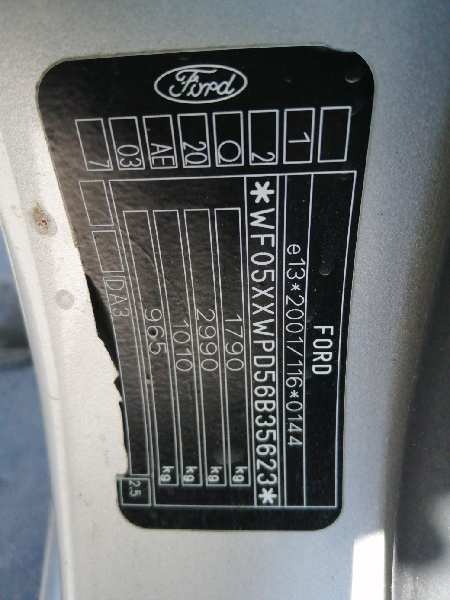 Ford
FORD
e13*2001/116*0144
*WF05XXWPD56B35623*
1790 kg
2990 kg
1010 kg
965 kg
DA3
2.5
1
2
O
20
AE
03
7